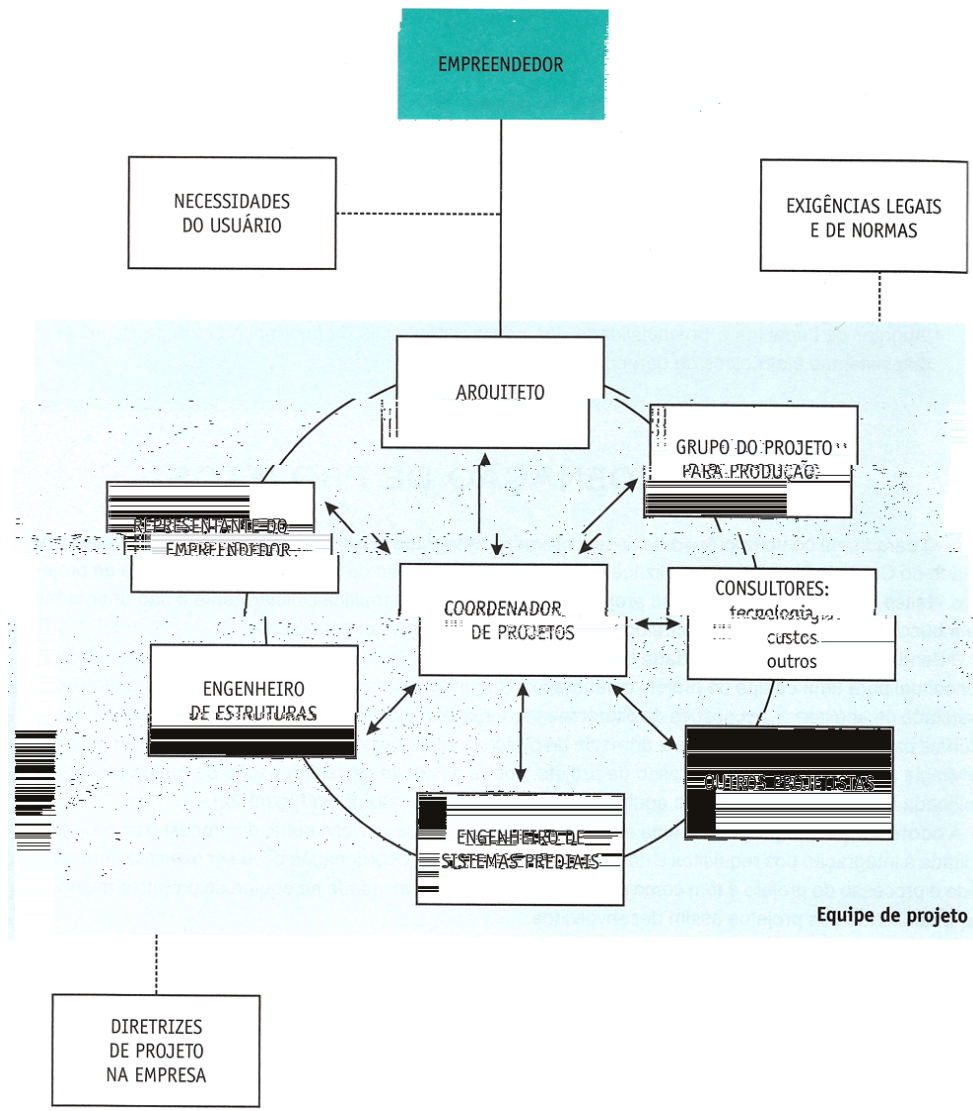 EMPREENDEDOR
NECESSIDADES
DO USUÁRIO
EXIGÊNCIAS LEGAIS
E DE NORMAS
ARQUITETO
GRUPO DO PROJETO
PARA PRODUÇÃO
REPRESENTANTE DO
EMPREENDEDOR
COORDENADOR
DE PROJETOS
CONSULTORES:
tecnologia
custos
outros
ENGENHEIRO
DE ESTRUTURAS
OUTROS PROJETISTAS
ENGENHEIRO DE
SISTEMAS PREDIAIS
Equipe de projeto
DIRETRIZES
DE PROJETO
NA EMPRESA